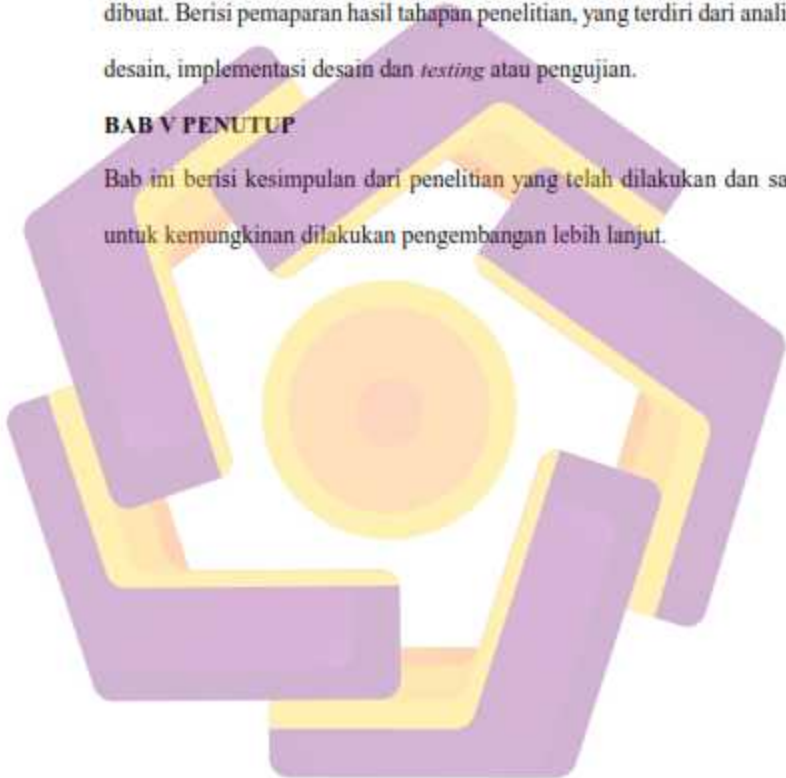 dibuat. Berisi pemaparan hasil tahapan penelitian, yang terdiri dari anali
desain, implementasi desain dan testing atau pengujian.
BAB V PENUTUP
Bab ini berisi kesimpulan dari penelitian yang telah dilakukan dan sa
untuk kemungkinan dilakukan pengembangan lebih lanjut.